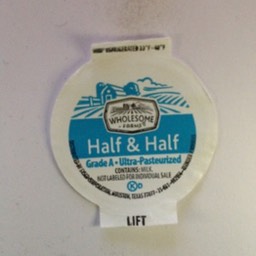 WHOLESOME
FARMS
Half & Half
Grade A • Ultra-Pasteurized
CONTAINS: MILK
NOT LABELED FOR INDIVIDUAL SALE
K
LIFT